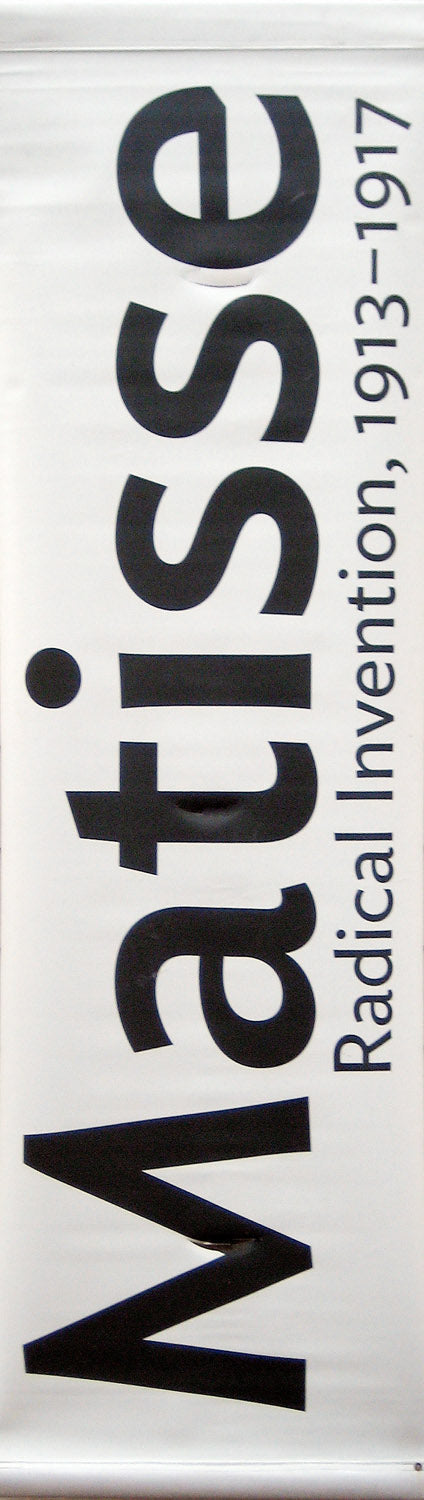 Matisse
Radical Invention, 1913–1917